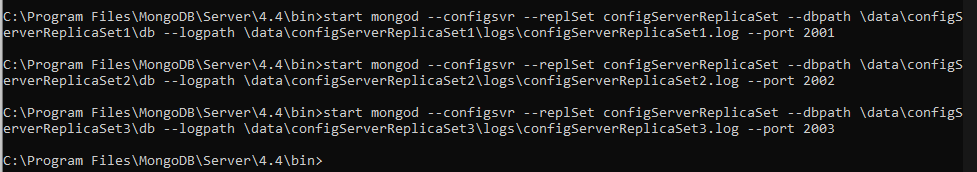 C:\Program Files\MongoDB\Server\4.4\bin>start mongod --configsvr --replSet configServerReplicaSet --dbpath \data\configS
erverReplicaSet1\db --logpath \data\configServerReplicaSet1\logs\configServerReplicaSet1.log --port 2001
C:\Program Files\MongoDB\Server\4.4\bin>start mongod --configsvr --replSet configServerReplicaSet --dbpath \data\configS
erverReplicaSet2\db --logpath \data\configServerReplicaSet2\logs\configServerReplicaSet2.log --port 2002
C:\Program Files\MongoDB\Server\4.4\bin>start mongod --configsvr --replSet configServerReplicaSet --dbpath \data\configS
erverReplicaSet3\db --logpath \data\configServerReplicaSet3\logs\configServerReplicaSet3.log --port 2003
C:\Program Files\MongoDB\Server\4.4\bin>